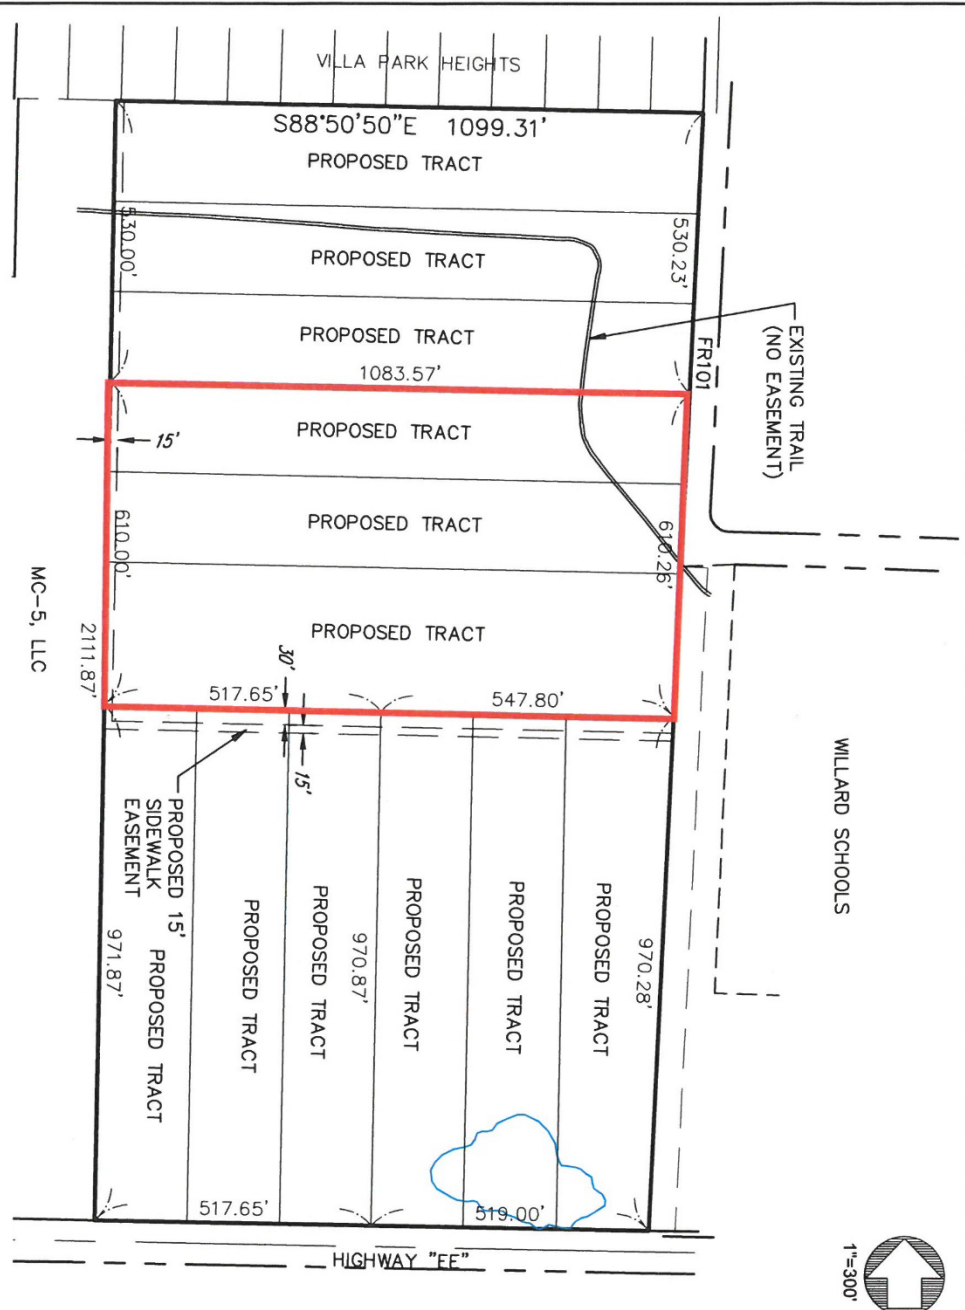 VILLA PARK HEIGHTS
S88°50'50"E 1099.31'
PROPOSED TRACT
530.00'
530.23'
PROPOSED TRACT
EXISTING TRAIL
(NO EASEMENT)
FR101
PROPOSED TRACT
1083.57'
PROPOSED TRACT
15'
610.00'
610.26'
PROPOSED TRACT
MC-5, LLC
2111.87'
PROPOSED TRACT
30'
517.65'
547.80'
15'
WILLARD SCHOOLS
PROPOSED 15'
SIDEWALK
EASEMENT
971.87'
PROPOSED TRACT
PROPOSED TRACT
PROPOSED TRACT
970.87'
PROPOSED TRACT
PROPOSED TRACT
PROPOSED TRACT
970.28'
517.65'
519.00'
HIGHWAY "EE"
1"=300'